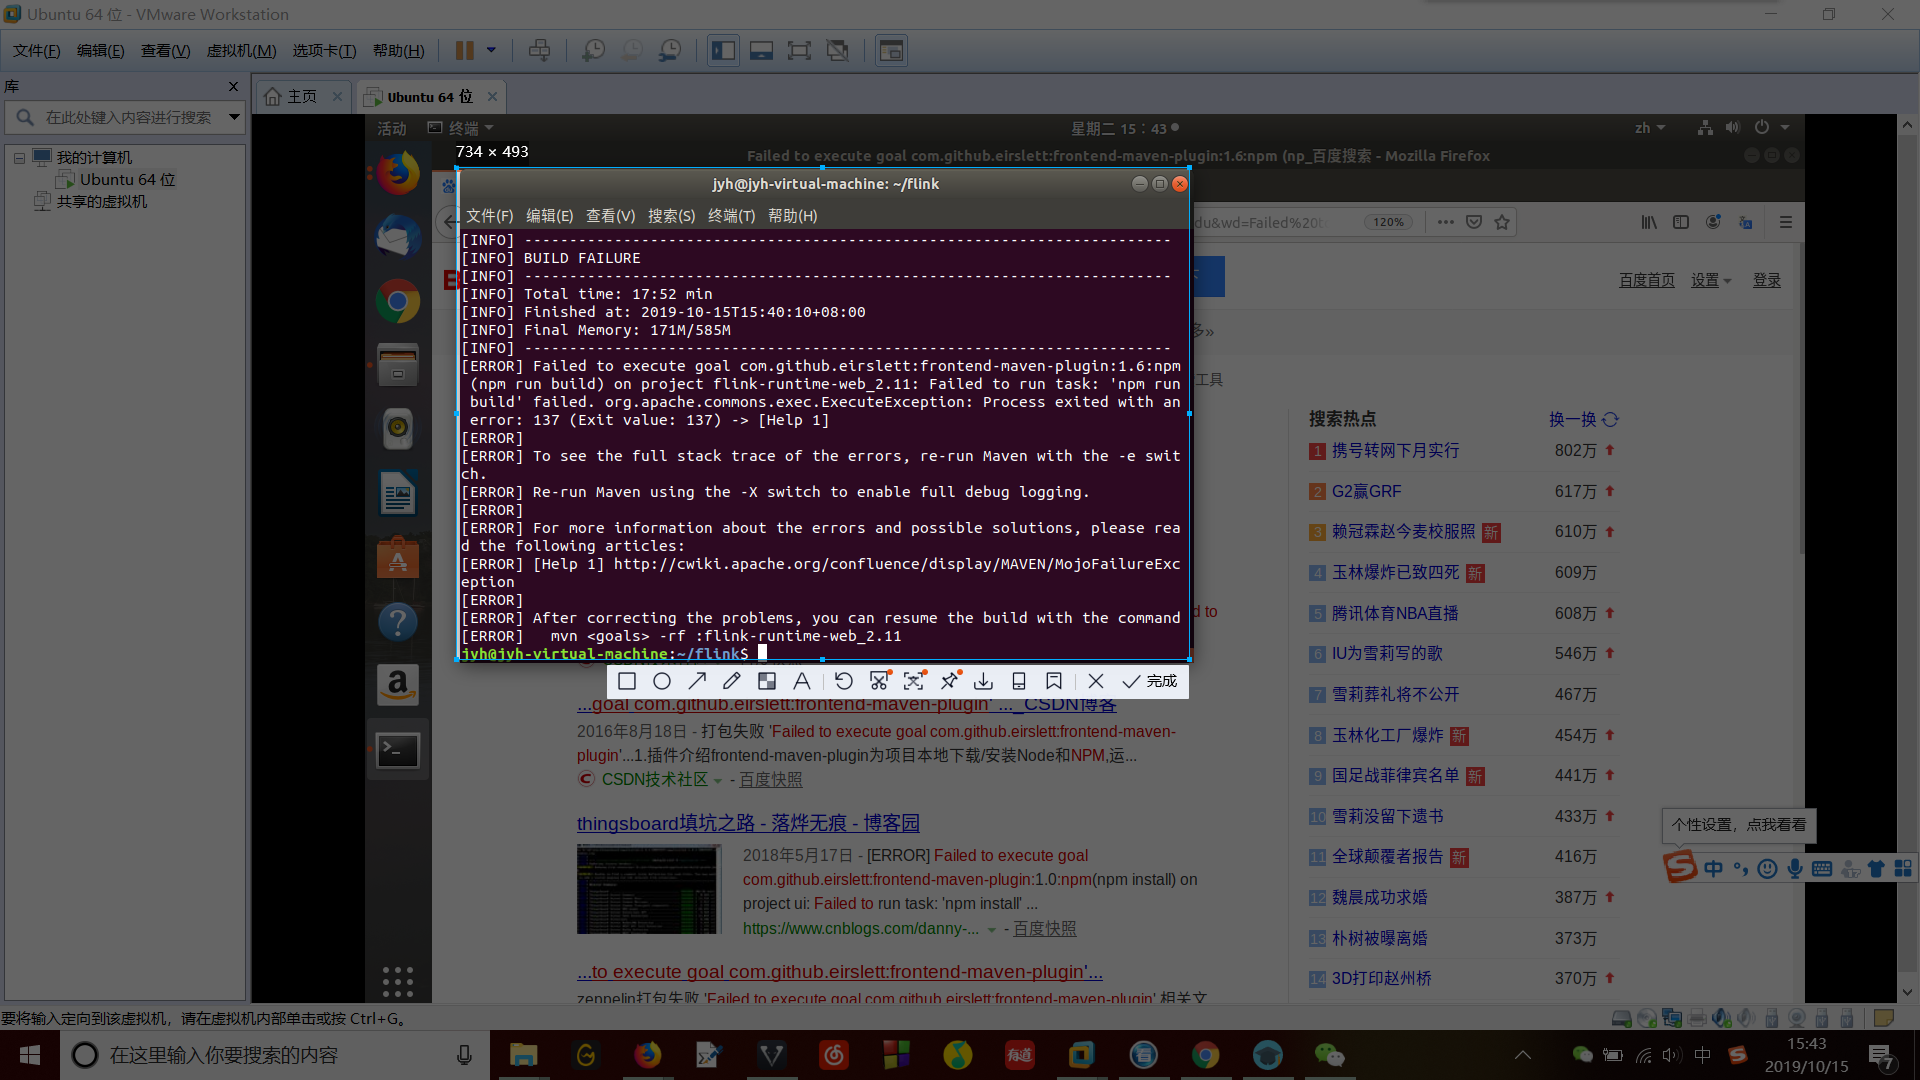 Ubuntu 64 位 - VMware Workstation
文件(F) 编辑(E) 查看(V) 虚拟机(M) 选项卡(T) 帮助(H)
库
在此处键入内容进行搜索
我的计算机
Ubuntu 64 位
共享的虚拟机
主页
Ubuntu 64 位
活动
终端
星期二 15：43
zh
734 × 493
Failed to execute goal com.github.eirslett:frontend-maven-plugin:1.6:npm (np_百度搜索 - Mozilla Firefox
jyh@jyh-virtual-machine: ~/flink
文件(F) 编辑(E) 查看(V) 搜索(S) 终端(T) 帮助(H)
[INFO] ------------------------------------------------------------------------
[INFO] BUILD FAILURE
[INFO] ------------------------------------------------------------------------
[INFO] Total time: 17:52 min
[INFO] Finished at: 2019-10-15T15:40:10+08:00
[INFO] Final Memory: 171M/585M
[INFO] ------------------------------------------------------------------------
[ERROR] Failed to execute goal com.github.eirslett:frontend-maven-plugin:1.6:npm
(npm run build) on project flink-runtime-web_2.11: Failed to run task: 'npm run
build' failed. org.apache.commons.exec.ExecuteException: Process exited with an
error: 137 (Exit value: 137) -> [Help 1]
[ERROR]
[ERROR] To see the full stack trace of the errors, re-run Maven with the -e swit
ch.
[ERROR] Re-run Maven using the -X switch to enable full debug logging.
[ERROR]
[ERROR] For more information about the errors and possible solutions, please rea
d the following articles:
[ERROR] [Help 1] http://cwiki.apache.org/confluence/display/MAVEN/MojoFailureExc
eption
[ERROR]
[ERROR] After correcting the problems, you can resume the build with the command
[ERROR]   mvn <goals> -rf :flink-runtime-web_2.11
jyh@jyh-virtual-machine:~/flink$
完成
du&wd=Failed%20t
120%
百度首页 设置 登录
多»
工具
d to
...goal com.github.eirslett:frontend-maven-plugin' ..._CSDN博客
2016年8月18日 - 打包失败 'Failed to execute goal com.github.eirslett:frontend-maven-
plugin'...1.插件介绍frontend-maven-plugin为项目本地下载/安装Node和NPM,运...
CSDN技术社区 - 百度快照
thingsboard填坑之路 - 落烨无痕 - 博客园
2018年5月17日 - [ERROR] Failed to execute goal
com.github.eirslett:frontend-maven-plugin:1.0:npm(npm install) on
project ui: Failed to run task: 'npm install' ...
https://www.cnblogs.com/danny-... - 百度快照
...to execute goal com.github.eirslett:frontend-maven-plugin'...
zeppelin打包失败 'Failed to execute goal com.github.eirslett:frontend-maven-plugin' 相关文
搜索热点 换一换
1 携号转网下月实行 802万
2 G2赢GRF 617万
3 赖冠霖赵今麦校服照 新 610万
4 玉林爆炸已致四死 新 609万
5 腾讯体育NBA直播 608万
6 IU为雪莉写的歌 546万
7 雪莉葬礼将不公开 467万
8 玉林化工厂爆炸 新 454万
9 国足战菲律宾名单 新 441万
10 雪莉没留下遗书 433万
11 全球颠覆者报告 新 416万
12 魏晨成功求婚 387万
13 朴树被曝离婚 373万
14 3D打印赵州桥 370万
个性设置，点我看看
中
要将输入定向到该虚拟机，请在虚拟机内部单击或按 Ctrl+G。
在这里输入你要搜索的内容
有道
中
15:43
2019/10/15
7